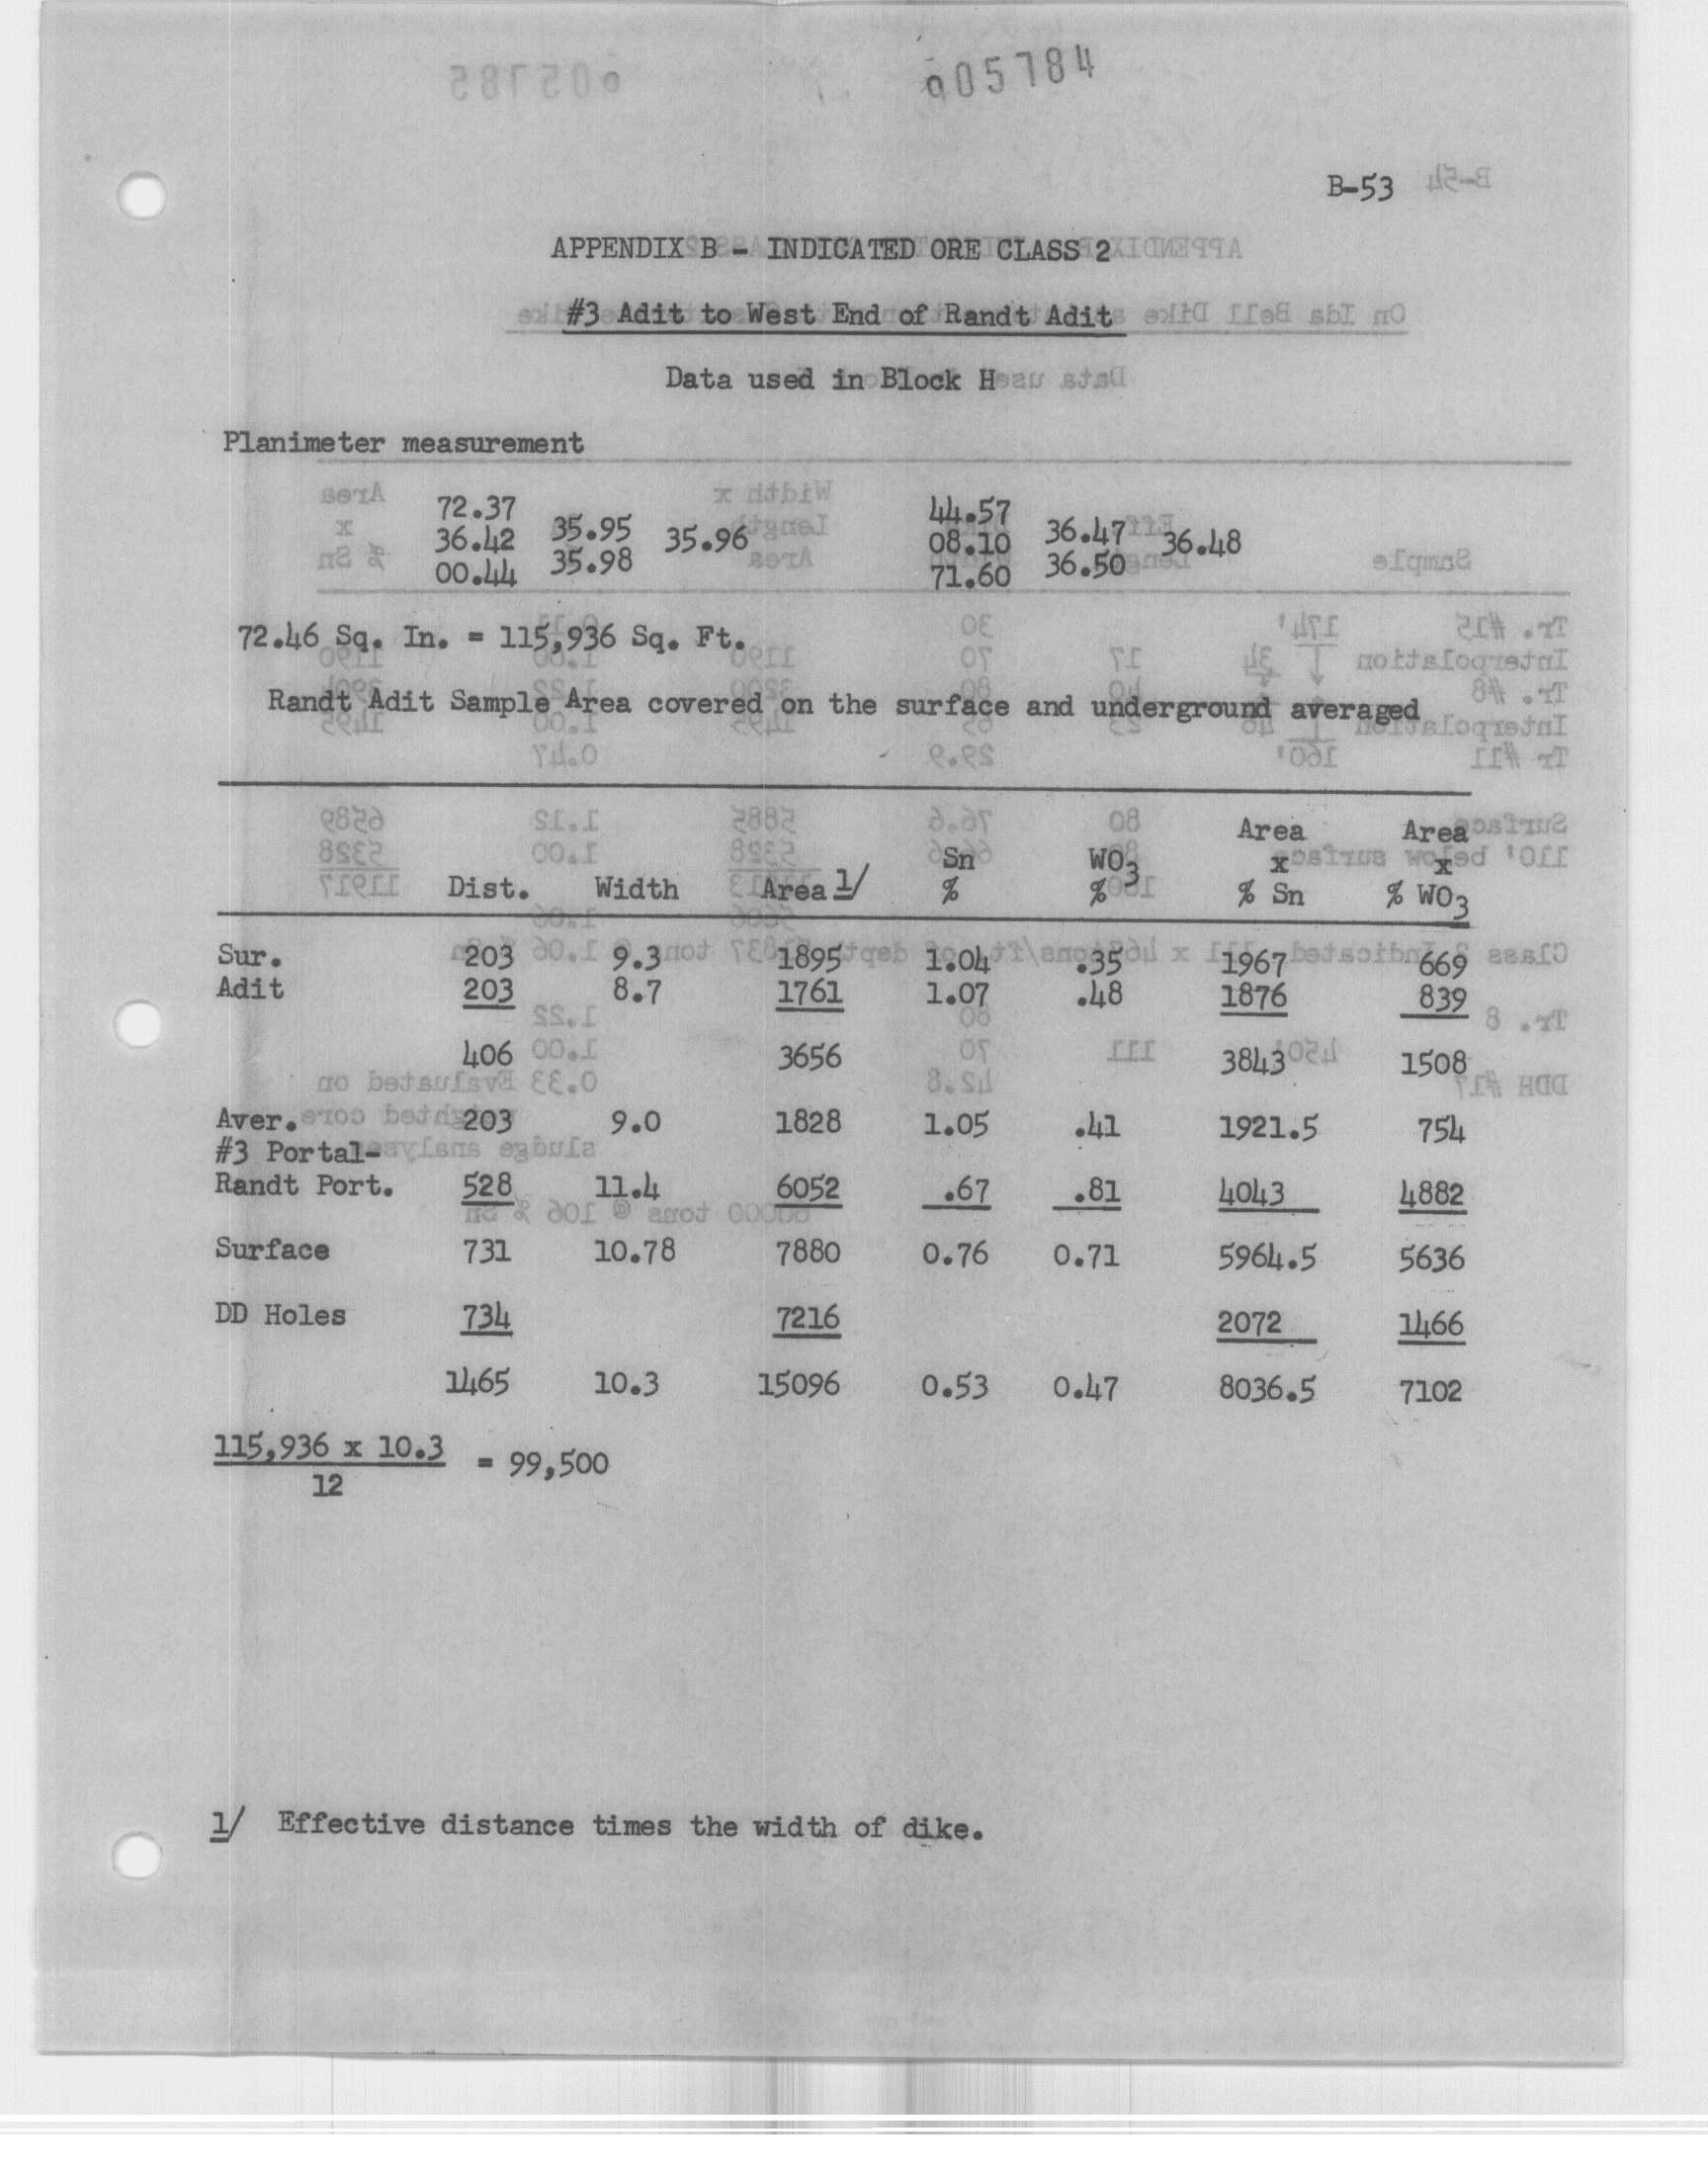 005784
B-53
APPENDIX B - INDICATED ORE CLASS 2
#3 Adit to West End of Randt Adit
Data used in Block H
Planimeter measurement
72.37 44.57
36.42 35.95 35.96 08.10 36.47 36.48
00.44 35.98 71.60 36.50
72.46 Sq. In. = 115,936 Sq. Ft.
Randt Adit Sample Area covered on the surface and underground averaged
Area Area
Sn WO3 x x
Dist. Width Area 1/ % % % Sn % WO3
Sur. 203 9.3 1895 1.04 .35 1967 669
Adit 203 8.7 1761 1.07 .48 1876 839
406 3656 3843 1508
Aver. 203 9.0 1828 1.05 .41 1921.5 754
#3 Portal-
Randt Port. 528 11.4 6052 .67 .81 4043 4882
Surface 731 10.78 7880 0.76 0.71 5964.5 5636
DD Holes 734 7216 2072 1466
1465 10.3 15096 0.53 0.47 8036.5 7102
115,936 x 10.3
= 99,500
12
1/ Effective distance times the width of dike.